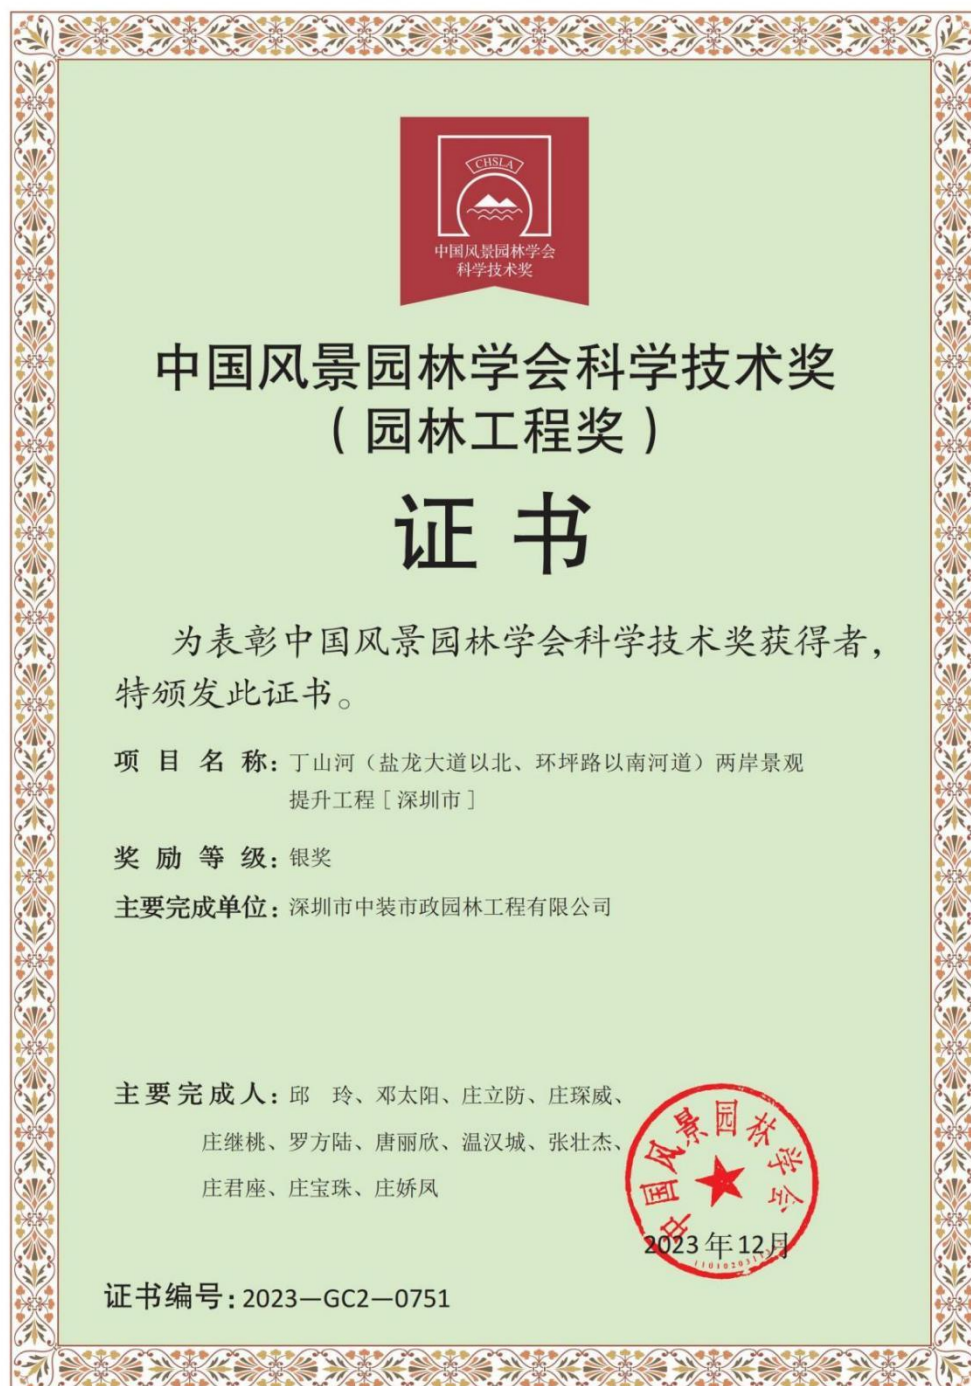 CHSLA
中国风景园林学会
科学技术奖
中国风景园林学会科学技术奖
（园林工程奖）
证书
为表彰中国风景园林学会科学技术奖获得者，
特颁发此证书。
项目名称：丁山河（盐龙大道以北、环坪路以南河道）两岸景观
提升工程[深圳市]
奖励等级：银奖
主要完成单位：深圳市中装市政园林工程有限公司
主要完成人：邱 玲、邓太阳、庄立防、庄琛威、
庄继桃、罗方陆、唐丽欣、温汉城、张壮杰、
庄君座、庄宝珠、庄娇凤
中国风景园林学会
2023年12月
证书编号：2023—GC2—0751